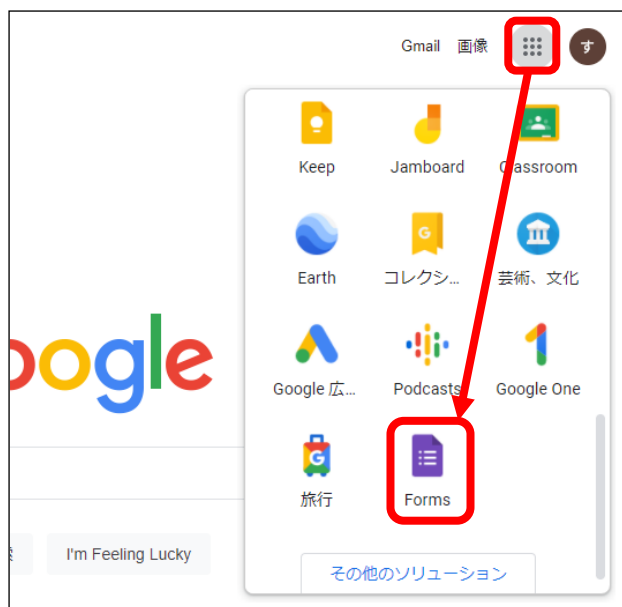 Gmail 画像 す
Keep Jamboard Classroom
Earth コレクシ... 芸術、文化
Google 広... Podcasts Google One
oogle
旅行 Forms
I'm Feeling Lucky
その他のソリューション